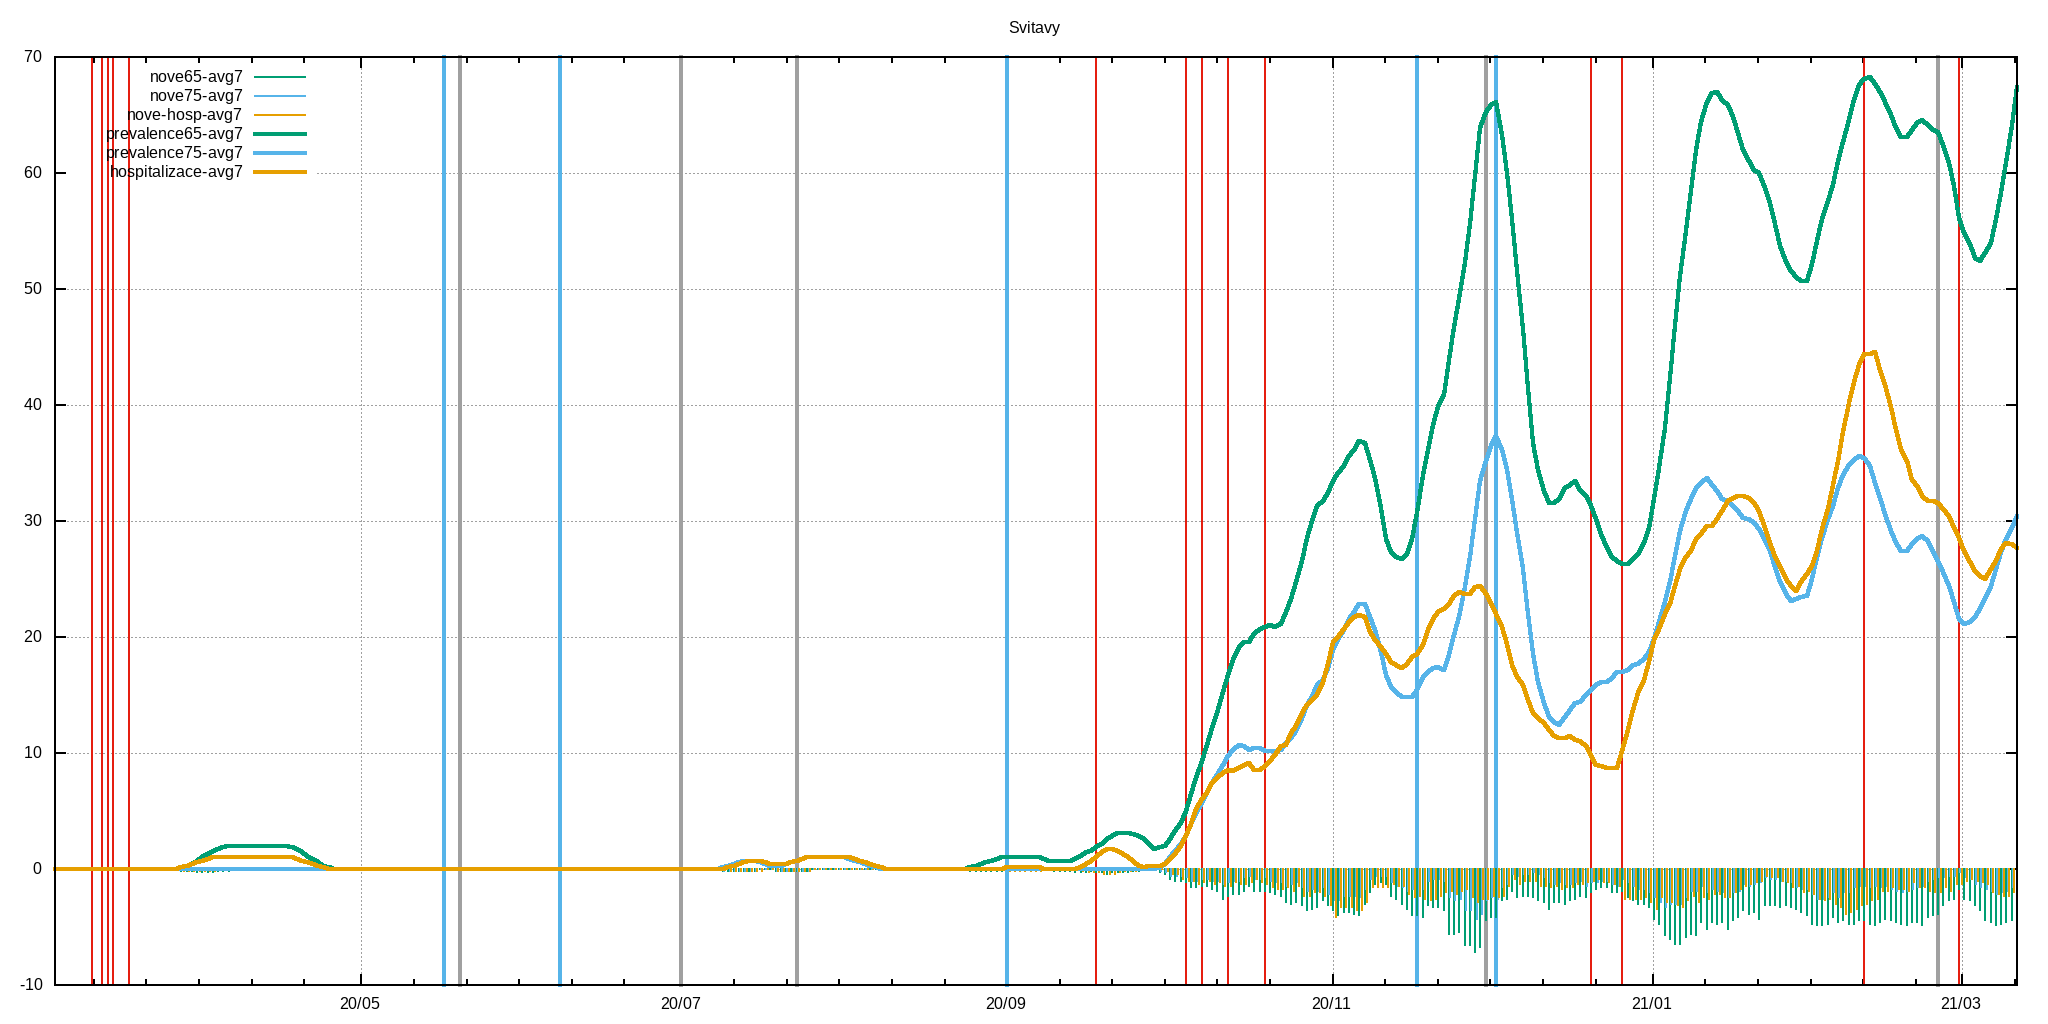 Svitavy
70
60
50
40
30
20
10
0
-10
nove65-avg7
nove75-avg7
nove-hosp-avg7
prevalence65-avg7
prevalence75-avg7
hospitalizace-avg7
20/05 20/07 20/09 20/11 21/01 21/03